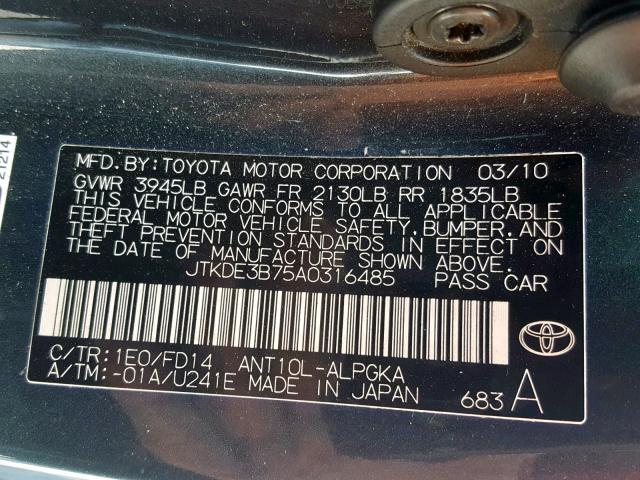 MFD.BY:TOYOTA MOTOR CORPORATION 03/10
GVWR 3945LB GAWR FR 2130LB RR 1835LB
THIS VEHICLE CONFORMS TO ALL APPLICABLE
FEDERAL MOTOR VEHICLE SAFETY,BUMPER,AND
THEFT PREVENTION STANDARDS IN EFFECT ON
THE DATE OF MANUFACTURE SHOWN ABOVE.
JTKDE3B75A0316485 PASS CAR
C/TR:1E0/FD14 ANT10L-ALPGKA
A/TM:-01A/U241E MADE IN JAPAN
683 A
21214